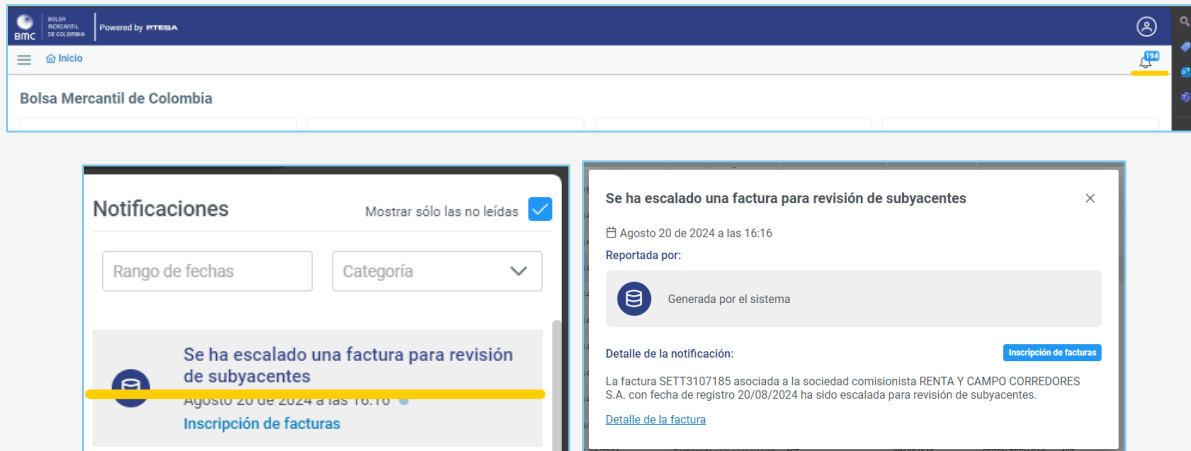 BOLSA
MERCANTIL
DE COLOMBIA
BMC
Powered by PTESA
Inicio
194
Bolsa Mercantil de Colombia
Notificaciones
Mostrar sólo las no leídas
Rango de fechas
Categoría
Se ha escalado una factura para revisión
de subyacentes
Agosto 20 de 2024 a las 16:16
Inscripción de facturas
Se ha escalado una factura para revisión de subyacentes
Agosto 20 de 2024 a las 16:16
Reportada por:
Generada por el sistema
Detalle de la notificación:
Inscripción de facturas
La factura SETT3107185 asociada a la sociedad comisionista RENTA Y CAMPO CORREDORES
S.A. con fecha de registro 20/08/2024 ha sido escalada para revisión de subyacentes.
Detalle de la factura